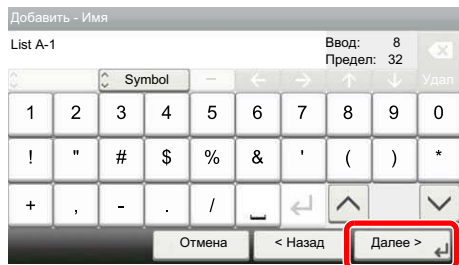 Добавить - Имя
List A-1
Ввод: 8
Предел: 32
Symbol
Удал
1 2 3 4 5 6 7 8 9 0
! " # $ % & ' ( ) *
+ , - . / _
Отмена < Назад Далее >